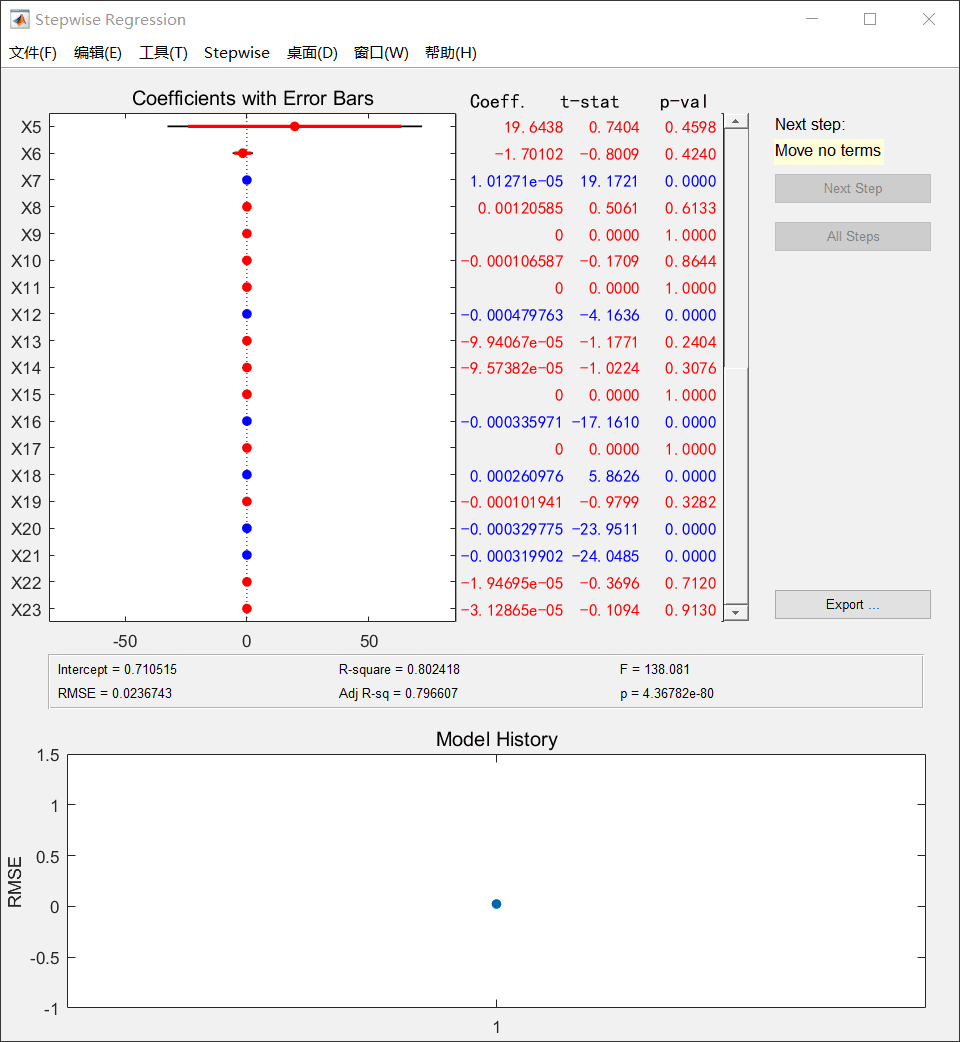 Stepwise Regression
文件(F) 编辑(E) 工具(T) Stepwise 桌面(D) 窗口(W) 帮助(H)
Coefficients with Error Bars
Coeff. t-stat p-val
X5 19.6438 0.7404 0.4598
X6 -1.70102 -0.8009 0.4240
X7 1.01271e-05 19.1721 0.0000
X8 0.00120585 0.5061 0.6133
X9 0 0.0000 1.0000
X10 -0.000106587 -0.1709 0.8644
X11 0 0.0000 1.0000
X12 -0.000479763 -4.1636 0.0000
X13 -9.94067e-05 -1.1771 0.2404
X14 -9.57382e-05 -1.0224 0.3076
X15 0 0.0000 1.0000
X16 -0.000335971 -17.1610 0.0000
X17 0 0.0000 1.0000
X18 0.000260976 5.8626 0.0000
X19 -0.000101941 -0.9799 0.3282
X20 -0.000329775 -23.9511 0.0000
X21 -0.000319902 -24.0485 0.0000
X22 -1.94695e-05 -0.3696 0.7120
X23 -3.12865e-05 -0.1094 0.9130
-50 0 50
Next step:
Move no terms
Next Step
All Steps
Export ...
Intercept = 0.710515 R-square = 0.802418 F = 138.081
RMSE = 0.0236743 Adj R-sq = 0.796607 p = 4.36782e-80
Model History
1.5
1
0.5
0
-0.5
-1
RMSE
1